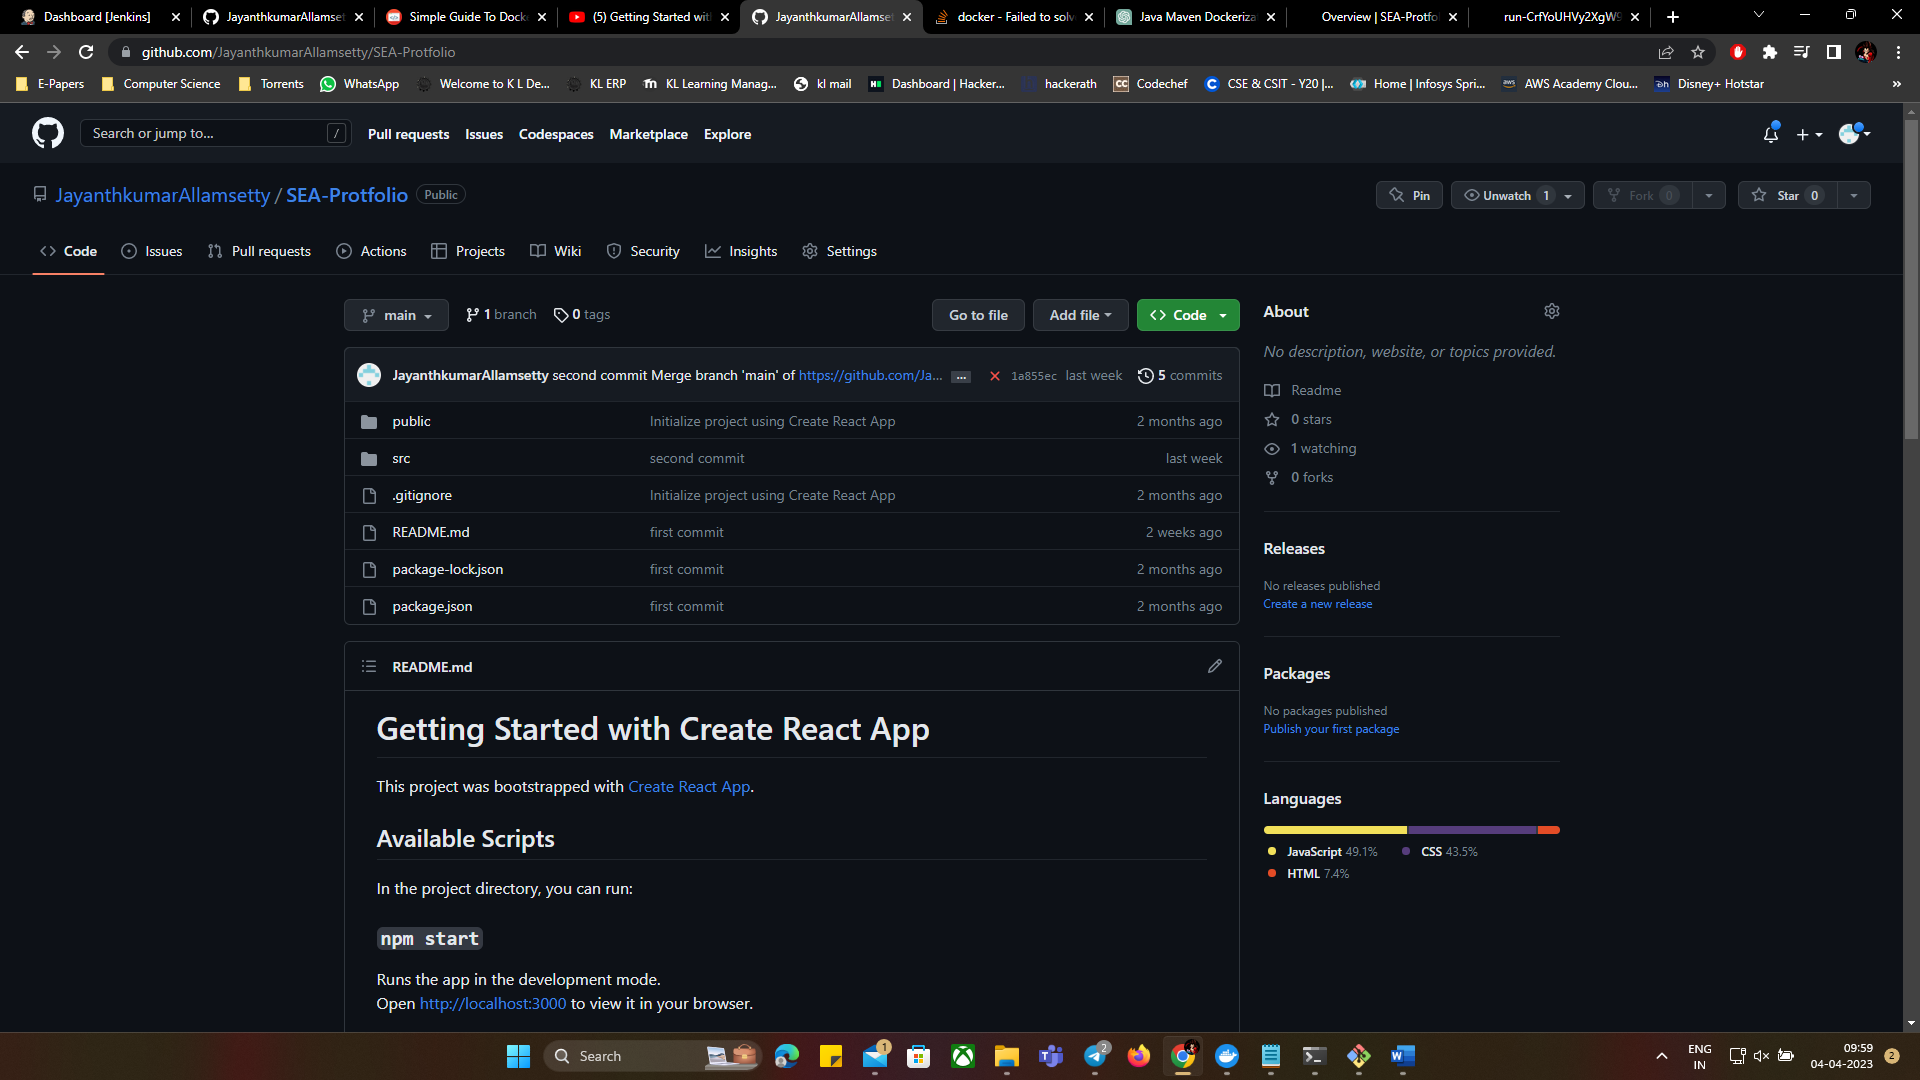 Dashboard [Jenkins]
JayanthkumarAllamset
Simple Guide To Dock
(5) Getting Started with
JayanthkumarAllamset
docker - Failed to solv
Java Maven Dockeriza
Overview | SEA-Protfo
run-CrfYoUHVy2XgW9
github.com/JayanthkumarAllamsetty/SEA-Protfolio
E-Papers
Computer Science
Torrents
WhatsApp
Welcome to K L De...
KL ERP
KL Learning Manag...
kl mail
Dashboard | Hacker...
hackerath
Codechef
CSE & CSIT - Y20 |...
Home | Infosys Spri...
AWS Academy Clou...
Disney+ Hotstar
»
Search or jump to...
/
Pull requests
Issues
Codespaces
Marketplace
Explore
JayanthkumarAllamsetty / SEA-Protfolio
Public
Pin
Unwatch 1
Fork 0
Star 0
Code
Issues
Pull requests
Actions
Projects
Wiki
Security
Insights
Settings
main
1 branch
0 tags
Go to file
Add file
Code
JayanthkumarAllamsetty second commit Merge branch 'main' of https://github.com/Ja... ...
1a855ec last week
5 commits
public Initialize project using Create React App 2 months ago
src second commit last week
.gitignore Initialize project using Create React App 2 months ago
README.md first commit 2 weeks ago
package-lock.json first commit 2 months ago
package.json first commit 2 months ago
README.md
Getting Started with Create React App
This project was bootstrapped with Create React App.
Available Scripts
In the project directory, you can run:
npm start
Runs the app in the development mode.
Open http://localhost:3000 to view it in your browser.
About
No description, website, or topics provided.
Readme
0 stars
1 watching
0 forks
Releases
No releases published
Create a new release
Packages
No packages published
Publish your first package
Languages
JavaScript 49.1%
CSS 43.5%
HTML 7.4%
Search
1
2
ENG
IN
09:59
04-04-2023
2